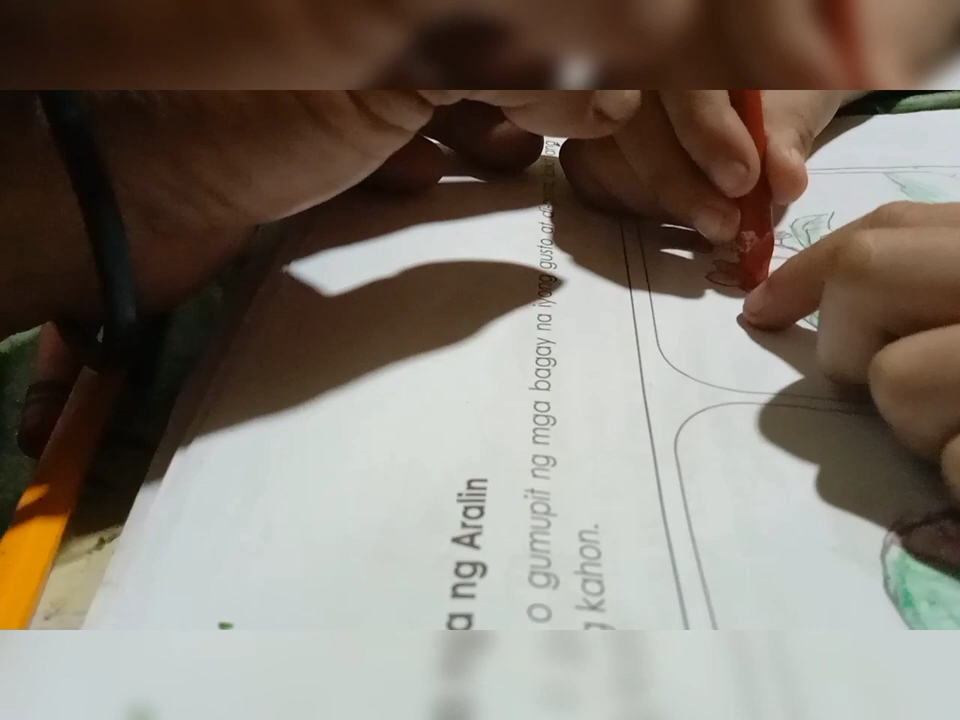 ng Aralin
o gumupit ng mga bagay na iyong gusto at
kahon.